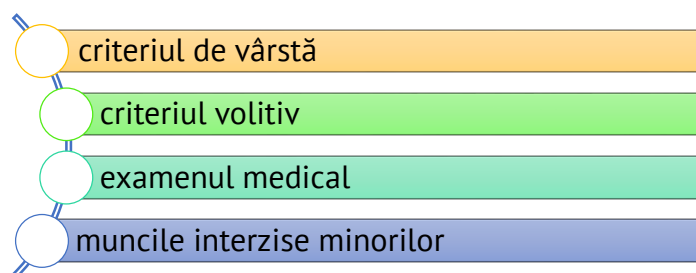 criteriul de vârstă
criteriul volitiv
examenul medical
muncile interzise minorilor